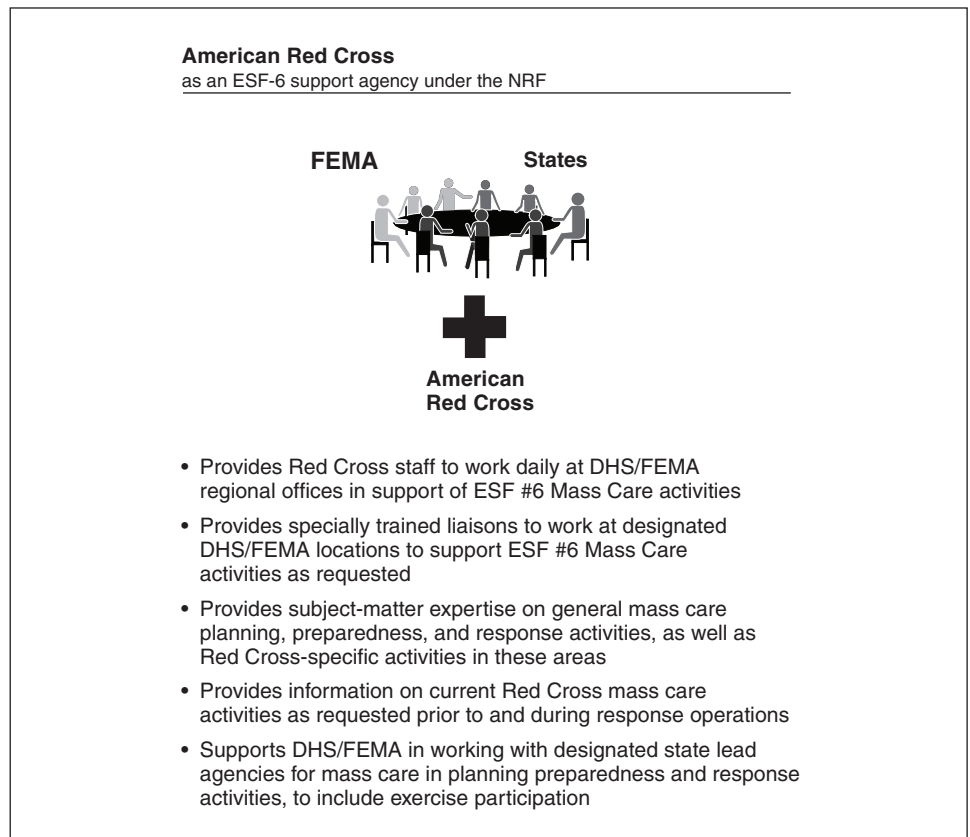 American Red Cross
as an ESF-6 support agency under the NRF
FEMA
States
American
Red Cross
• Provides Red Cross staff to work daily at DHS/FEMA
regional offices in support of ESF #6 Mass Care activities
• Provides specially trained liaisons to work at designated
DHS/FEMA locations to support ESF #6 Mass Care
activities as requested
• Provides subject-matter expertise on general mass care
planning, preparedness, and response activities, as well as
Red Cross-specific activities in these areas
• Provides information on current Red Cross mass care
activities as requested prior to and during response operations
• Supports DHS/FEMA in working with designated state lead
agencies for mass care in planning preparedness and response
activities, to include exercise participation